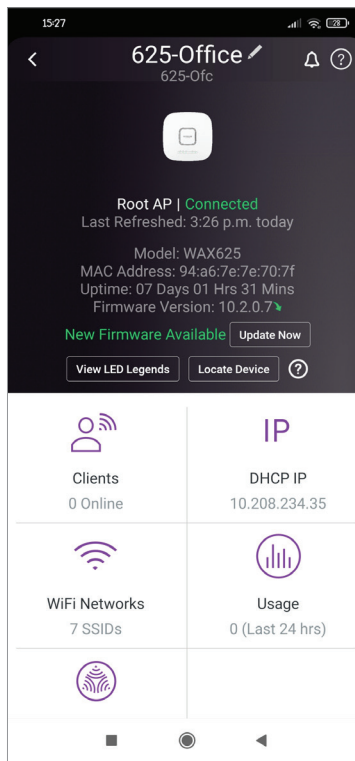 15:27
28
625-Office
625-Ofc
Root AP | Connected
Last Refreshed: 3:26 p.m. today
Model: WAX625
MAC Address: 94:a6:7e:7e:70:7f
Uptime: 07 Days 01 Hrs 31 Mins
Firmware Version: 10.2.0.7
New Firmware Available Update Now
View LED Legends Locate Device ?
IP
Clients DHCP IP
0 Online 10.208.234.35
WiFi Networks Usage
7 SSIDs 0 (Last 24 hrs)